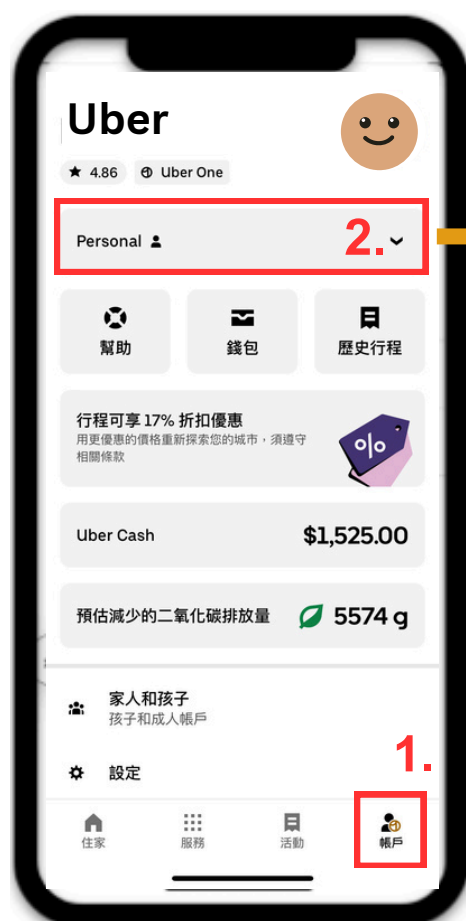 Uber
4.86 Uber One
Personal
2.
幫助 錢包 歷史行程
行程可享 17% 折扣優惠
用更優惠的價格重新探索您的城市，須遵守
相關條款
%
Uber Cash $1,525.00
預估減少的二氧化碳排放量 5574 g
家人和孩子
孩子和成人帳戶
1.
設定
住家 服務 活動 帳戶